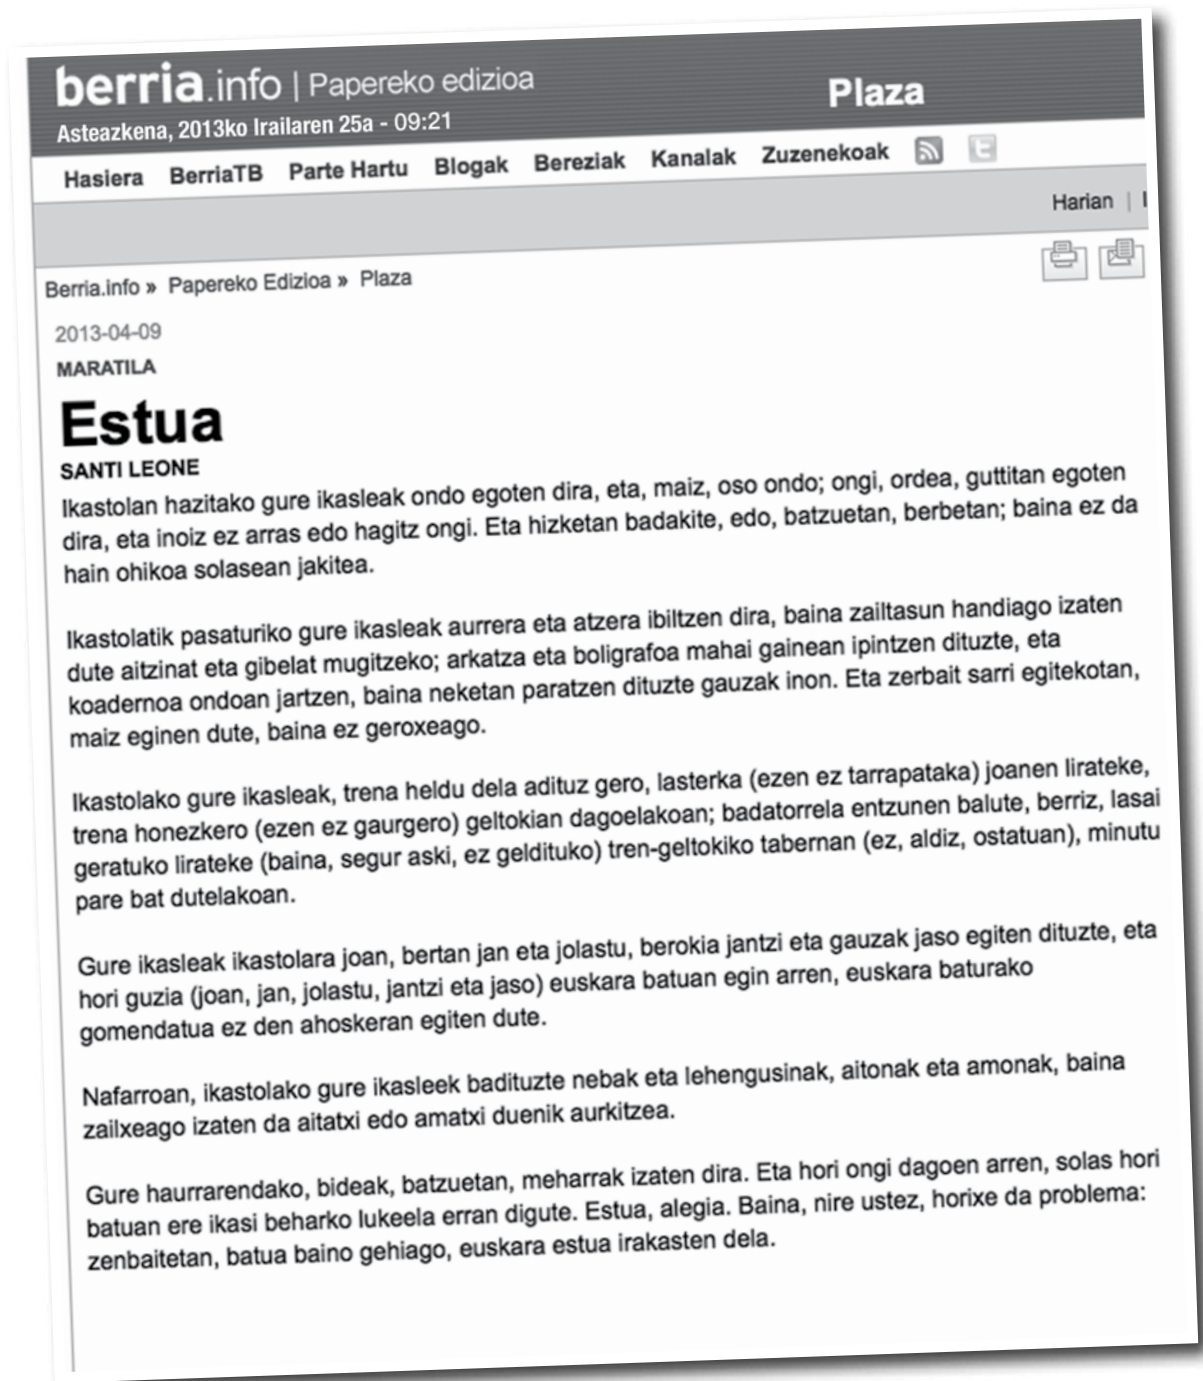 berria.info | Papereko edizioa
Plaza
Asteazkena, 2013ko Irailaren 25a - 09:21
Hasiera BerriaTB Parte Hartu Blogak Bereziak Kanalak Zuzenekoak
Harian |
Berria.info » Papereko Edizioa » Plaza
2013-04-09
MARATILA
Estua
SANTI LEONE
Ikastolan hazitako gure ikasleak ondo egoten dira, eta, maiz, oso ondo; ongi, ordea, guttitan egoten
dira, eta inoiz ez arras edo hagitz ongi. Eta hizketan badakite, edo, batzuetan, berbetan; baina ez da
hain ohikoa solasean jakitea.
Ikastolatik pasaturiko gure ikasleak aurrera eta atzera ibiltzen dira, baina zailtasun handiago izaten
dute aitzinat eta gibelat mugitzeko; arkatza eta boligrafoa mahai gainean ipintzen dituzte, eta
koadernoa ondoan jartzen, baina neketan paratzen dituzte gauzak inon. Eta zerbait sarri egitekotan,
maiz eginen dute, baina ez geroxeago.
Ikastolako gure ikasleak, trena heldu dela adituz gero, lasterka (ezen ez tarrapataka) joanen lirateke,
trena honezkero (ezen ez gaurgero) geltokian dagoelakoan; badatorrela entzunen balute, berriz, lasai
geratuko lirateke (baina, segur aski, ez geldituko) tren-geltokiko tabernan (ez, aldiz, ostatuan), minutu
pare bat dutelakoan.
Gure ikasleak ikastolara joan, bertan jan eta jolastu, berokia jantzi eta gauzak jaso egiten dituzte, eta
hori guzia (joan, jan, jolastu, jantzi eta jaso) euskara batuan egin arren, euskara baturako
gomendatua ez den ahoskeran egiten dute.
Nafarroan, ikastolako gure ikasleek badituzte nebak eta lehengusinak, aitonak eta amonak, baina
zailxeago izaten da aitatxi edo amatxi duenik aurkitzea.
Gure haurrarendako, bideak, batzuetan, meharrak izaten dira. Eta hori ongi dagoen arren, solas hori
batuan ere ikasi beharko lukeela erran digute. Estua, alegia. Baina, nire ustez, horixe da problema:
zenbaitetan, batua baino gehiago, euskara estua irakasten dela.